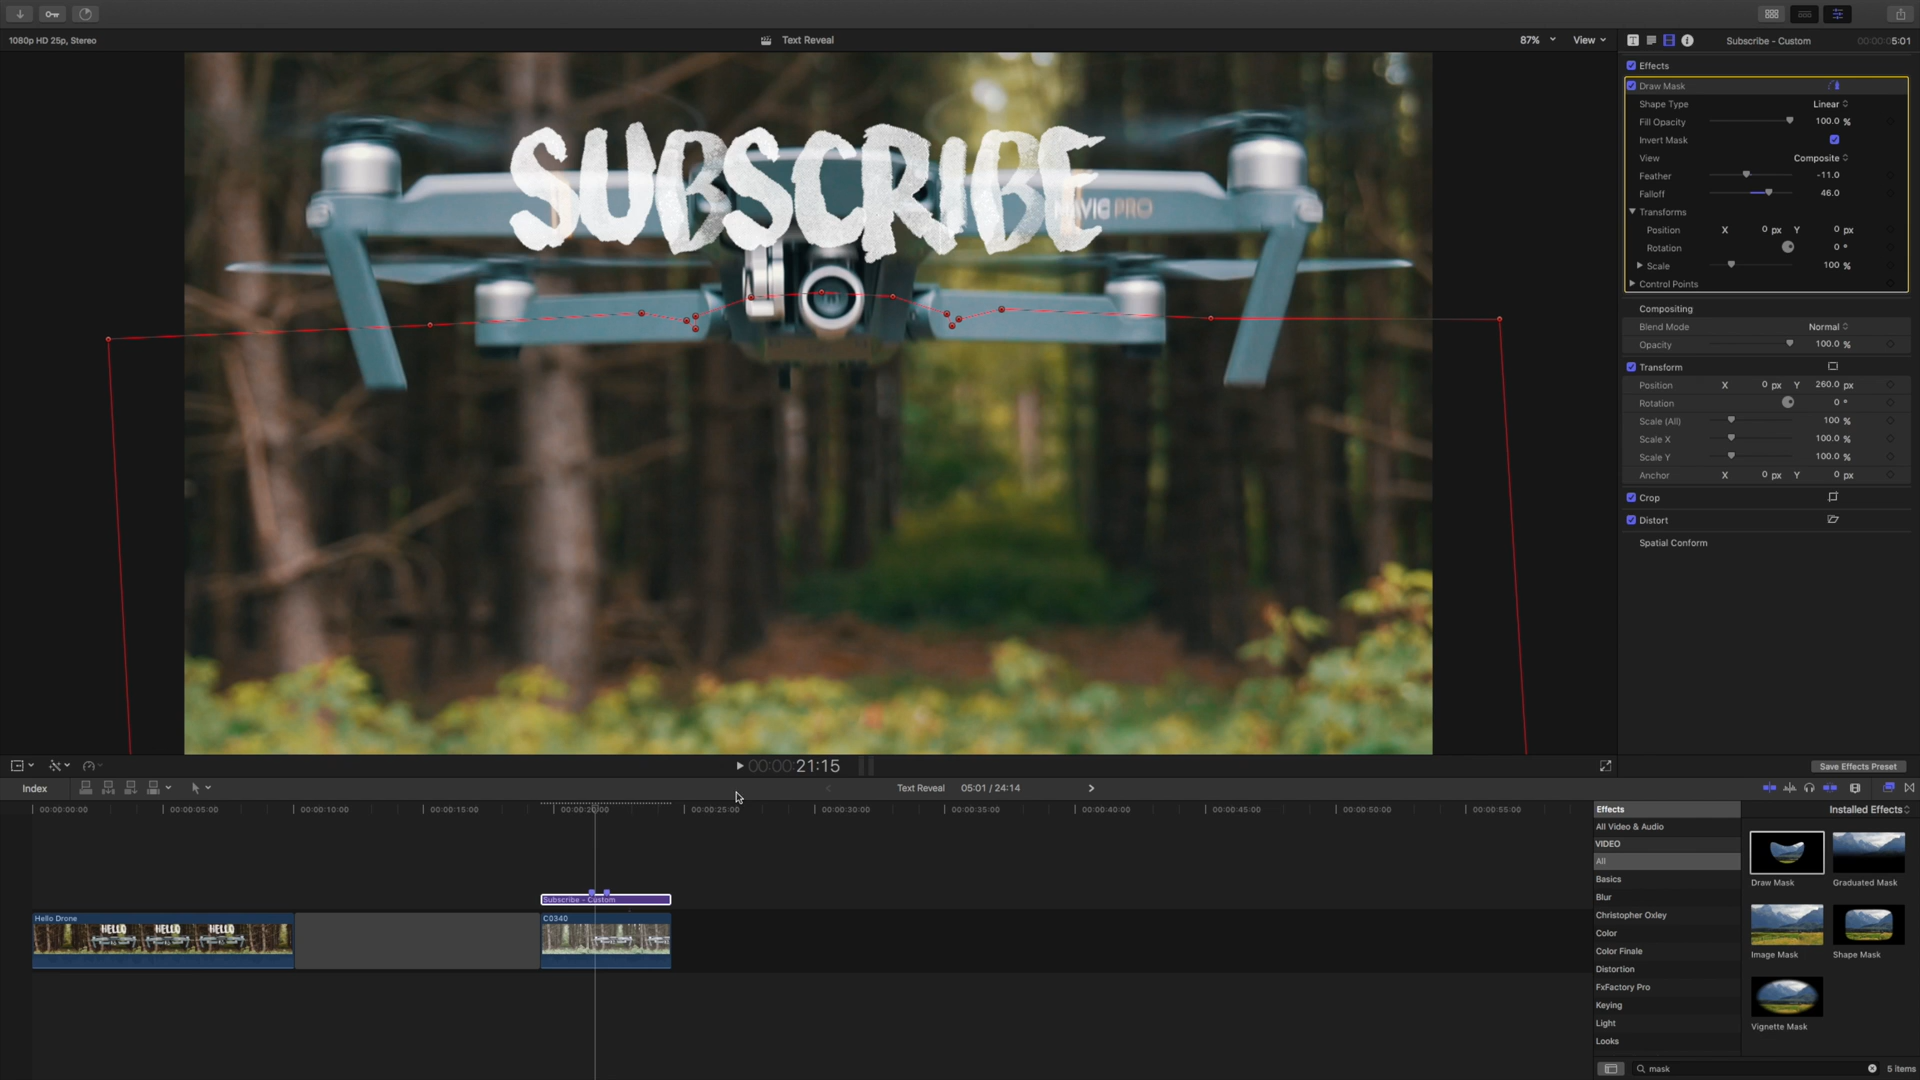 1080p HD 25p, Stereo
Text Reveal
87%
View
Subscribe - Custom
00:00:05:01
Effects
Draw Mask
Shape Type
Linear
Fill Opacity
100.0 %
Invert Mask
View
Composite
Feather
-11.0
Falloff
46.0
Transforms
Position X 0 px Y 0 px
Rotation 0 °
Scale 100 %
Control Points
Compositing
Blend Mode Normal
Opacity 100.0 %
Transform
Position X 0 px Y 260.0 px
Rotation 0 °
Scale (All) 100 %
Scale X 100.0 %
Scale Y 100.0 %
Anchor X 0 px Y 0 px
Crop
Distort
Spatial Conform
SUBSCRIBE
MAVIC PRO
00:00:21:15
Save Effects Preset
Index
Text Reveal 05:01 / 24:14
00:00:00:00 00:00:05:00 00:00:10:00 00:00:15:00 00:00:20:00 00:00:25:00 00:00:30:00 00:00:35:00 00:00:40:00 00:00:45:00 00:00:50:00 00:00:55:00
Subscribe - Custom
Hello Drone
HELLO HELLO HELLO
C0340
Effects
Installed Effects
All Video & Audio
VIDEO
All
Basics
Blur
Christopher Oxley
Color
Color Finale
Distortion
FxFactory Pro
Keying
Light
Looks
Draw Mask
Graduated Mask
Image Mask
Shape Mask
Vignette Mask
mask
5 items